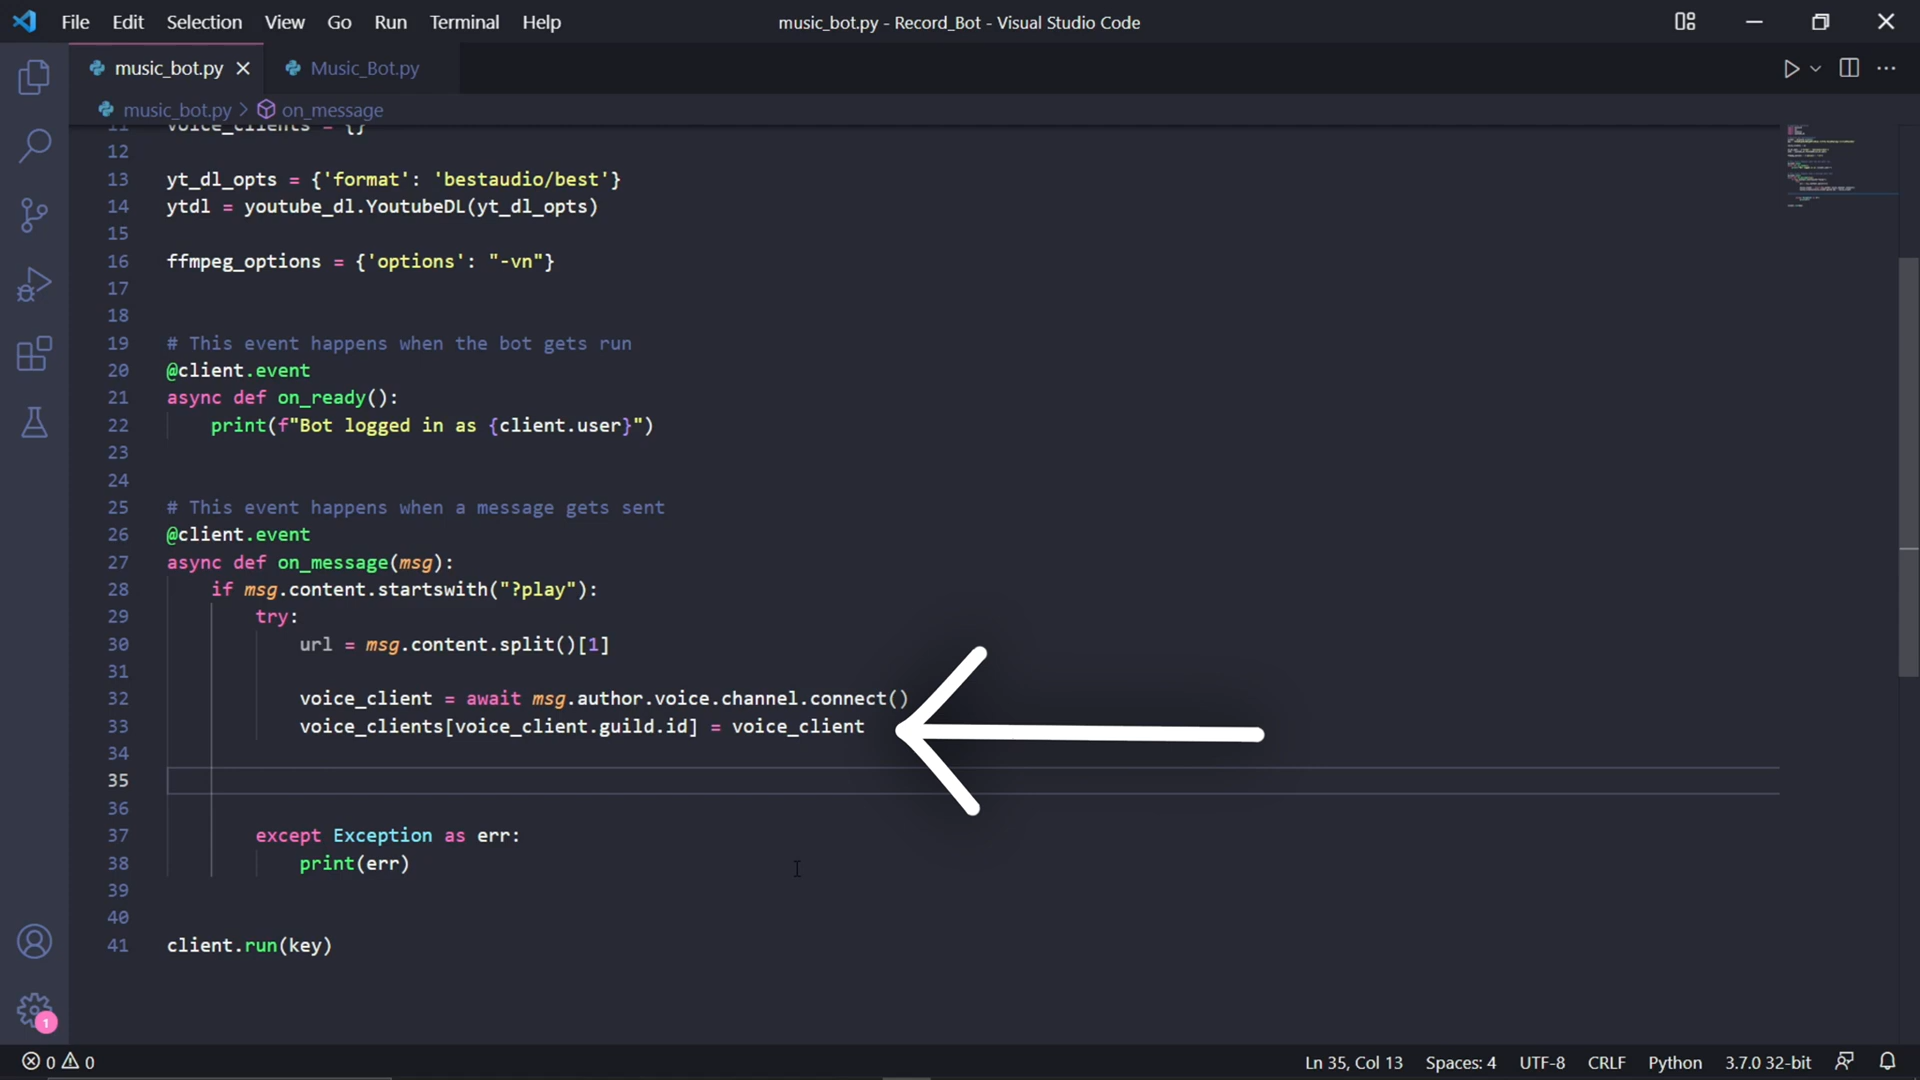 File Edit Selection View Go Run Terminal Help music_bot.py - Record_Bot - Visual Studio Code
music_bot.py Music_Bot.py
music_bot.py > on_message
11 voice_clients = {}
12
13 yt_dl_opts = {'format': 'bestaudio/best'}
14 ytdl = youtube_dl.YoutubeDL(yt_dl_opts)
15
16 ffmpeg_options = {'options': "-vn"}
17
18
19 # This event happens when the bot gets run
20 @client.event
21 async def on_ready():
22     print(f"Bot logged in as {client.user}")
23
24
25 # This event happens when a message gets sent
26 @client.event
27 async def on_message(msg):
28     if msg.content.startswith("?play"):
29         try:
30             url = msg.content.split()[1]
31
32             voice_client = await msg.author.voice.channel.connect()
33             voice_clients[voice_client.guild.id] = voice_client
34
35
36
37         except Exception as err:
38             print(err)
39
40
41 client.run(key)
1
0 0 Ln 35, Col 13 Spaces: 4 UTF-8 CRLF Python 3.7.0 32-bit